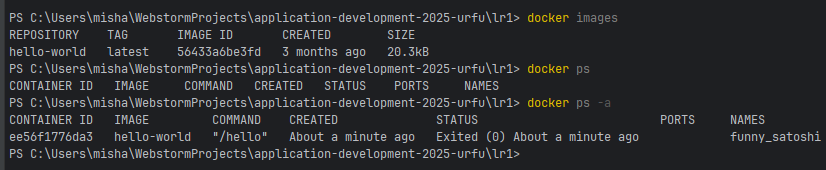 PS C:\Users\misha\WebstormProjects\application-development-2025-urfu\lr1> docker images
REPOSITORY    TAG       IMAGE ID       CREATED        SIZE
hello-world   latest    56433a6be3fd   3 months ago   20.3kB
PS C:\Users\misha\WebstormProjects\application-development-2025-urfu\lr1> docker ps
CONTAINER ID   IMAGE     COMMAND   CREATED   STATUS    PORTS     NAMES
PS C:\Users\misha\WebstormProjects\application-development-2025-urfu\lr1> docker ps -a
CONTAINER ID   IMAGE         COMMAND    CREATED              STATUS                          PORTS     NAMES
ee56f1776da3   hello-world   "/hello"   About a minute ago   Exited (0) About a minute ago             funny_satoshi
PS C:\Users\misha\WebstormProjects\application-development-2025-urfu\lr1>